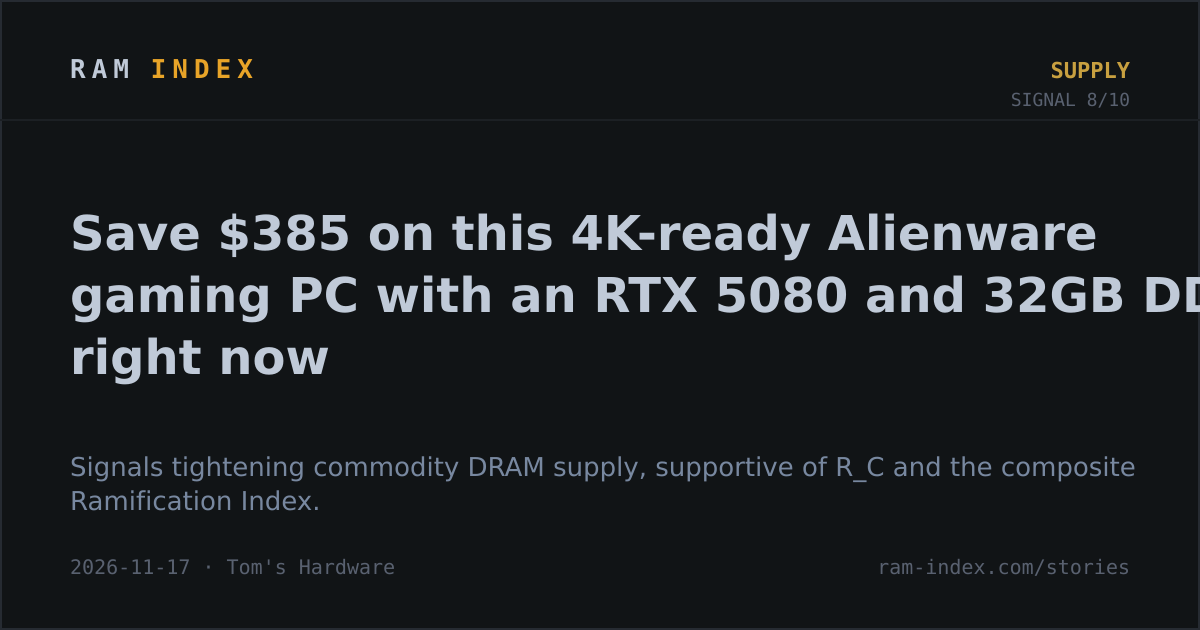 RAM INDEX
SUPPLY
SIGNAL 8/10
Save $385 on this 4K-ready Alienware
gaming PC with an RTX 5080 and 32GB
right now
Signals tightening commodity DRAM supply, supportive of R_C and the composite
Ramification Index.
2026-11-17 · Tom's Hardware
ram-index.com/stories